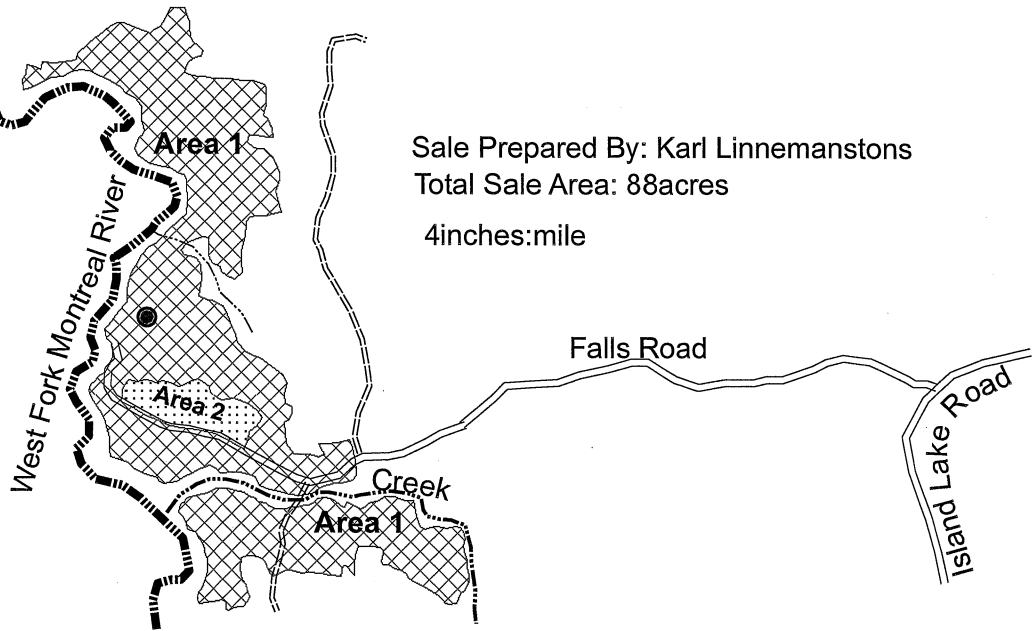 Area 1
Sale Prepared By: Karl Linnemanstons
Total Sale Area: 88acres
4inches:mile
West Fork Montreal River
Falls Road
Area 2
Island Lake Road
Creek
Area 1